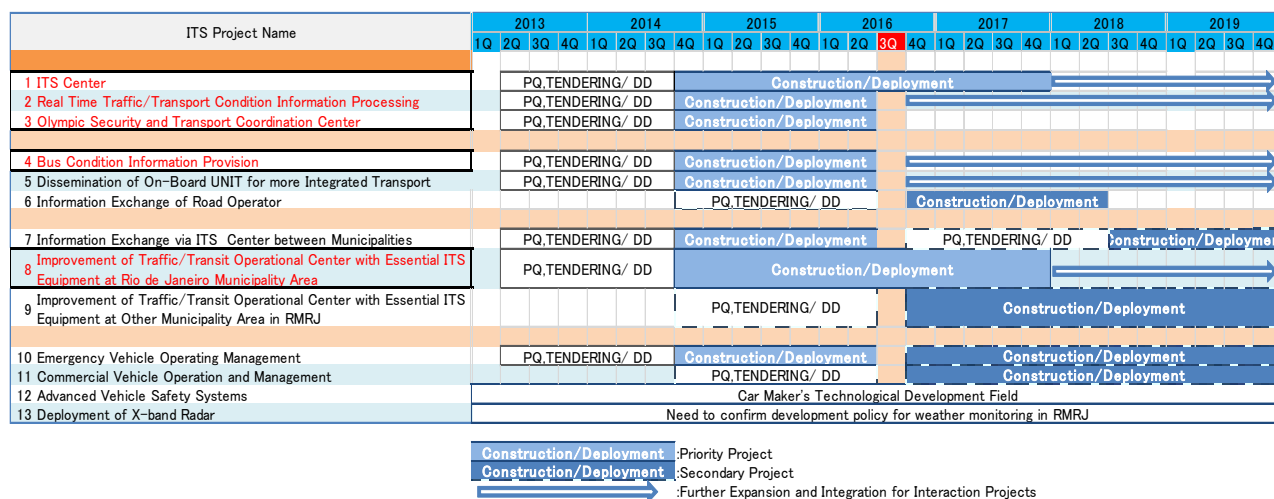 ITS Project Name 2013 2014 2015 2016 2017 2018 2019
1Q 2Q 3Q 4Q 1Q 2Q 3Q 4Q 1Q 2Q 3Q 4Q 1Q 2Q 3Q 4Q 1Q 2Q 3Q 4Q 1Q 2Q 3Q 4Q 1Q 2Q 3Q 4Q
1 ITS Center PQ,TENDERING/ DD Construction/Deployment
2 Real Time Traffic/Transport Condition Information Processing PQ,TENDERING/ DD Construction/Deployment
3 Olympic Security and Transport Coordination Center PQ,TENDERING/ DD Construction/Deployment
4 Bus Condition Information Provision PQ,TENDERING/ DD Construction/Deployment
5 Dissemination of On-Board UNIT for more Integrated Transport PQ,TENDERING/ DD Construction/Deployment
6 Information Exchange of Road Operator PQ,TENDERING/ DD Construction/Deployment
7 Information Exchange via ITS Center between Municipalities PQ,TENDERING/ DD Construction/Deployment PQ,TENDERING/ DD Construction/Deploymen
8 Improvement of Traffic/Transit Operational Center with Essential ITS
Equipment at Rio de Janeiro Municipality Area PQ,TENDERING/ DD Construction/Deployment
9 Improvement of Traffic/Transit Operational Center with Essential ITS
Equipment at Other Municipality Area in RMRJ PQ,TENDERING/ DD Construction/Deployment
10 Emergency Vehicle Operating Management PQ,TENDERING/ DD Construction/Deployment Construction/Deployment
11 Commercial Vehicle Operation and Management PQ,TENDERING/ DD Construction/Deployment
12 Advanced Vehicle Safety Systems Car Maker's Technological Development Field
13 Deployment of X-band Radar Need to confirm development policy for weather monitoring in RMRJ
Construction/Deployment :Priority Project
Construction/Deployment :Secondary Project
:Further Expansion and Integration for Interaction Projects